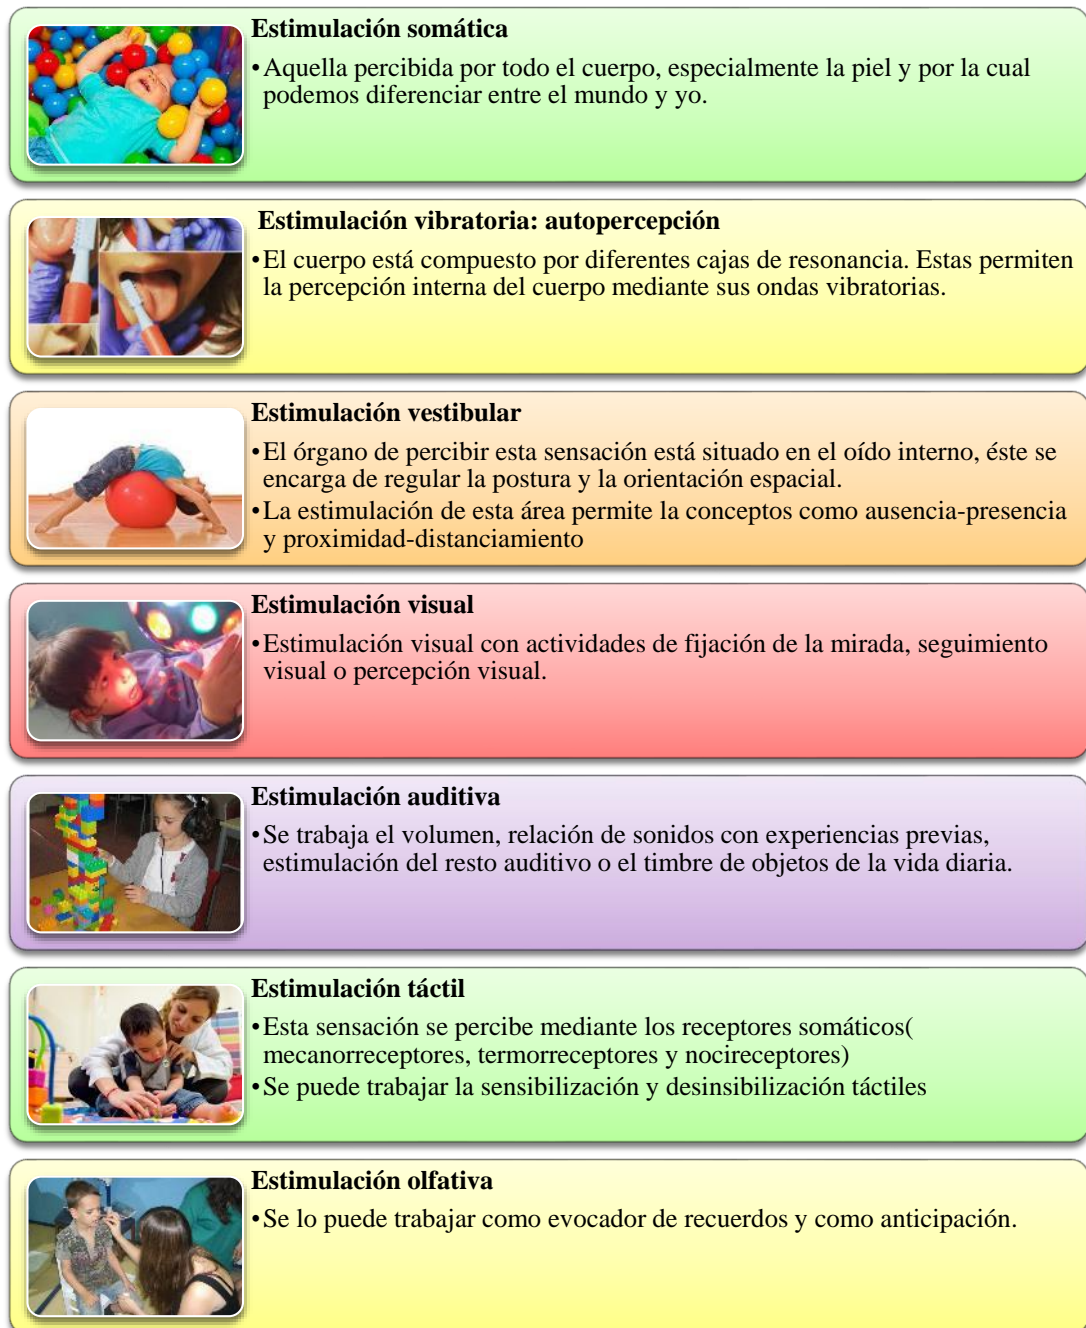 Estimulación somática
•Aquella percibida por todo el cuerpo, especialmente la piel y por la cual
podemos diferenciar entre el mundo y yo.
Estimulación vibratoria: autopercepción
•El cuerpo está compuesto por diferentes cajas de resonancia. Estas permiten
la percepción interna del cuerpo mediante sus ondas vibratorias.
Estimulación vestibular
•El órgano de percibir esta sensación está situado en el oído interno, éste se
encarga de regular la postura y la orientación espacial.
•La estimulación de esta área permite la conceptos como ausencia-presencia
y proximidad-distanciamiento
Estimulación visual
•Estimulación visual con actividades de fijación de la mirada, seguimiento
visual o percepción visual.
Estimulación auditiva
•Se trabaja el volumen, relación de sonidos con experiencias previas,
estimulación del resto auditivo o el timbre de objetos de la vida diaria.
Estimulación táctil
•Esta sensación se percibe mediante los receptores somáticos(
mecanorreceptores, termorreceptores y nocireceptores)
•Se puede trabajar la sensibilización y desinsibilización táctiles
Estimulación olfativa
•Se lo puede trabajar como evocador de recuerdos y como anticipación.